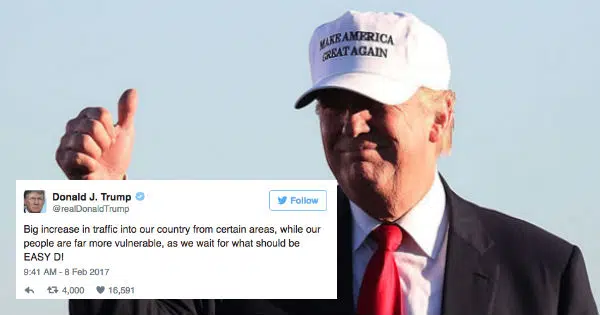 MAKE AMERICA
GREAT AGAIN
Donald J. Trump
@realDonaldTrump
Follow
Big increase in traffic into our country from certain areas, while our
people are far more vulnerable, as we wait for what should be
EASY D!
9:41 AM - 8 Feb 2017
4,000 16,591